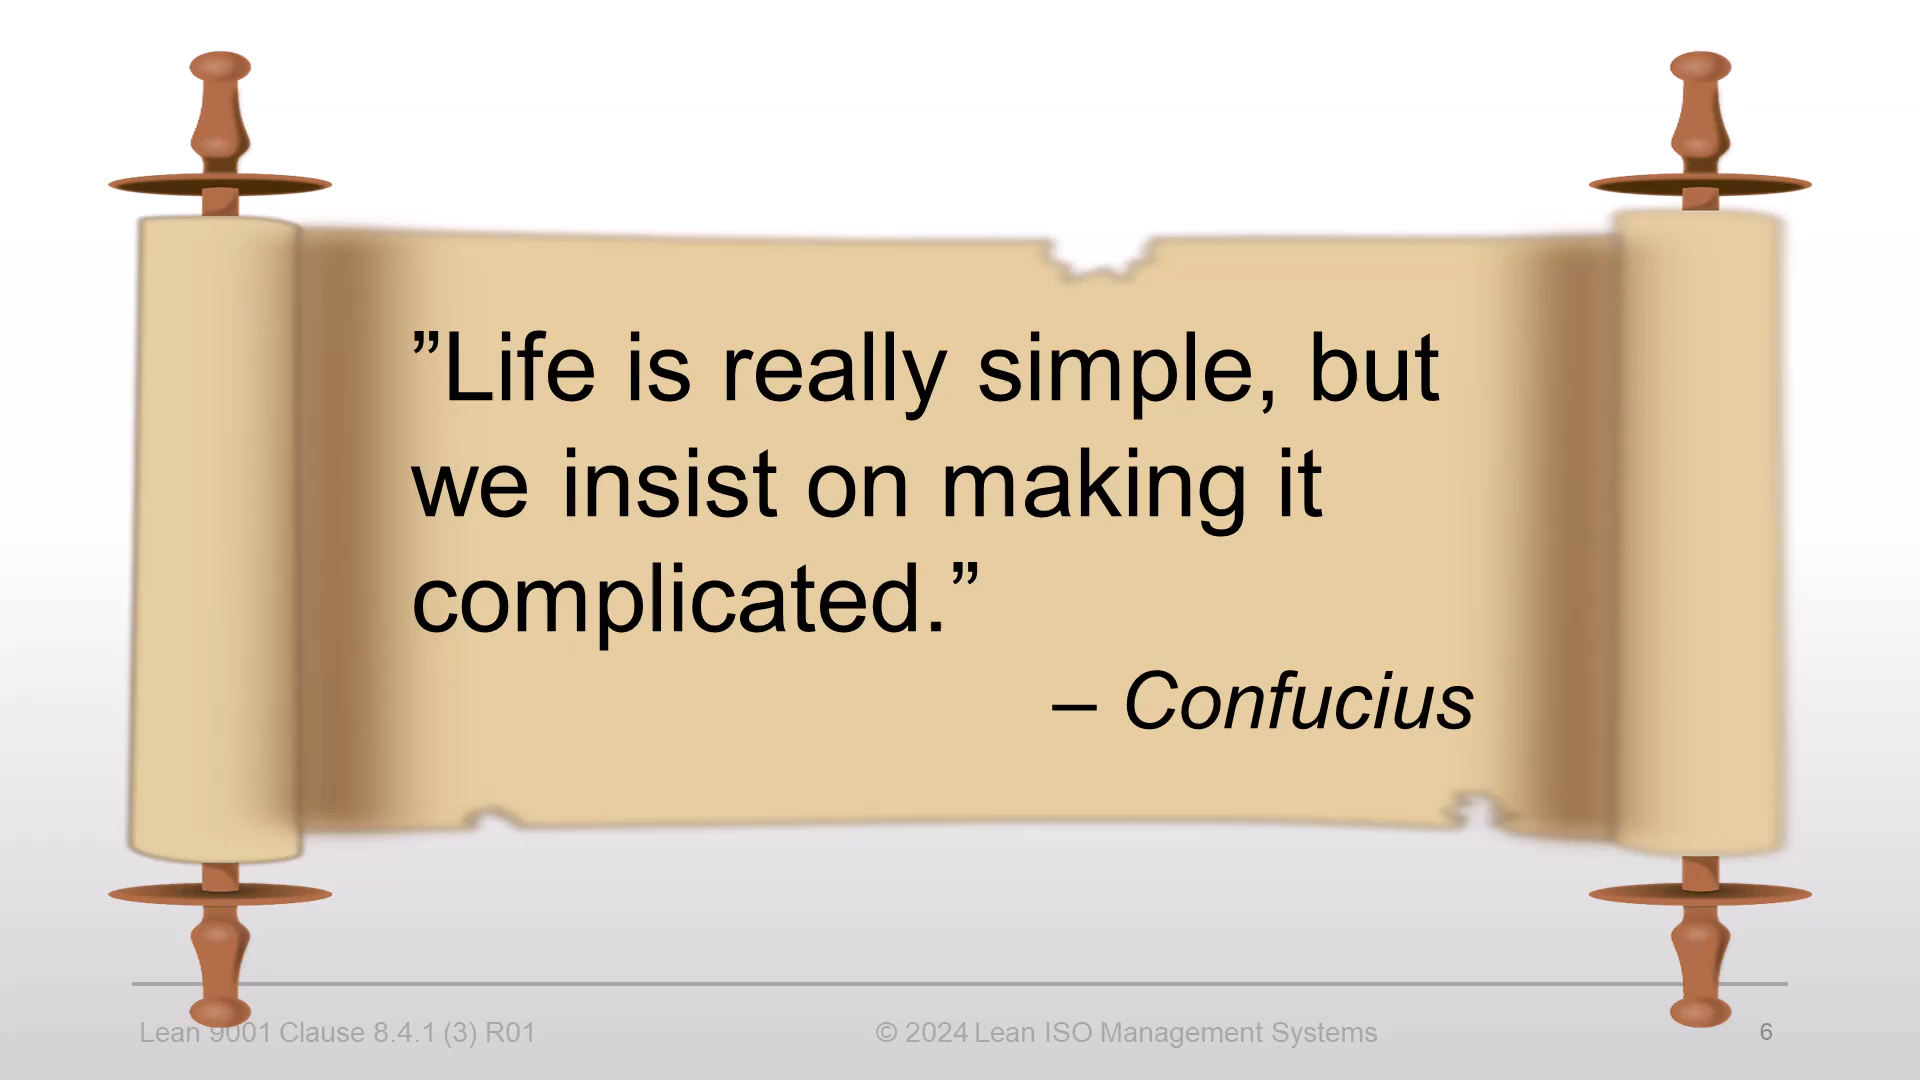 ”Life is really simple, but
we insist on making it
complicated.”
– Confucius
Lean 9001 Clause 8.4.1 (3) R01
© 2024 Lean ISO Management Systems
6